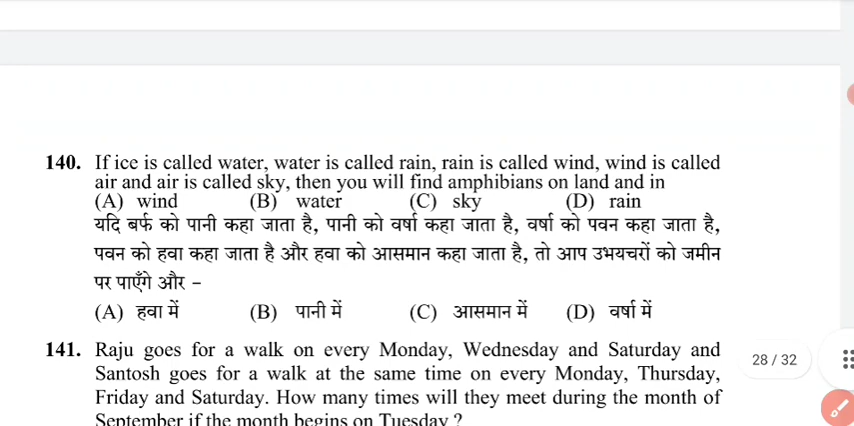 140. If ice is called water, water is called rain, rain is called wind, wind is called
air and air is called sky, then you will find amphibians on land and in
(A) wind (B) water (C) sky (D) rain
यदि बर्फ को पानी कहा जाता है, पानी को वर्षा कहा जाता है, वर्षा को पवन कहा जाता है,
पवन को हवा कहा जाता है और हवा को आसमान कहा जाता है, तो आप उभयचरों को जमीन
पर पाएँगे और –
(A) हवा में (B) पानी में (C) आसमान में (D) वर्षा में
141. Raju goes for a walk on every Monday, Wednesday and Saturday and
Santosh goes for a walk at the same time on every Monday, Thursday,
Friday and Saturday. How many times will they meet during the month of
September if the month begins on Tuesday ?
28 / 32